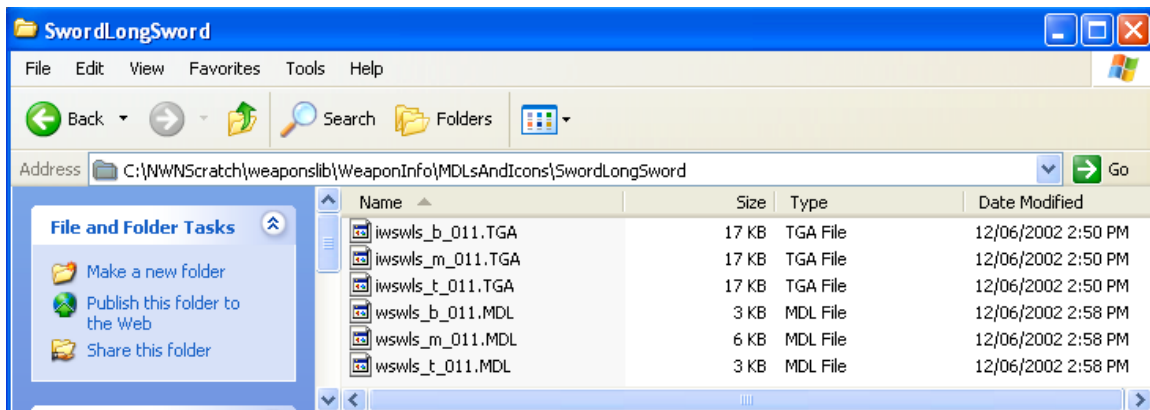 SwordLongSword
File Edit View Favorites Tools Help
Back Search Folders
Address C:\NWNScratch\weaponslib\WeaponInfo\MDLsAndIcons\SwordLongSword Go
File and Folder Tasks
Make a new folder
Publish this folder to
the Web
Share this folder
Name Size Type Date Modified
iwswls_b_011.TGA 17 KB TGA File 12/06/2002 2:50 PM
iwswls_m_011.TGA 17 KB TGA File 12/06/2002 2:50 PM
iwswls_t_011.TGA 17 KB TGA File 12/06/2002 2:50 PM
wswls_b_011.MDL 3 KB MDL File 12/06/2002 2:58 PM
wswls_m_011.MDL 6 KB MDL File 12/06/2002 2:58 PM
wswls_t_011.MDL 3 KB MDL File 12/06/2002 2:58 PM